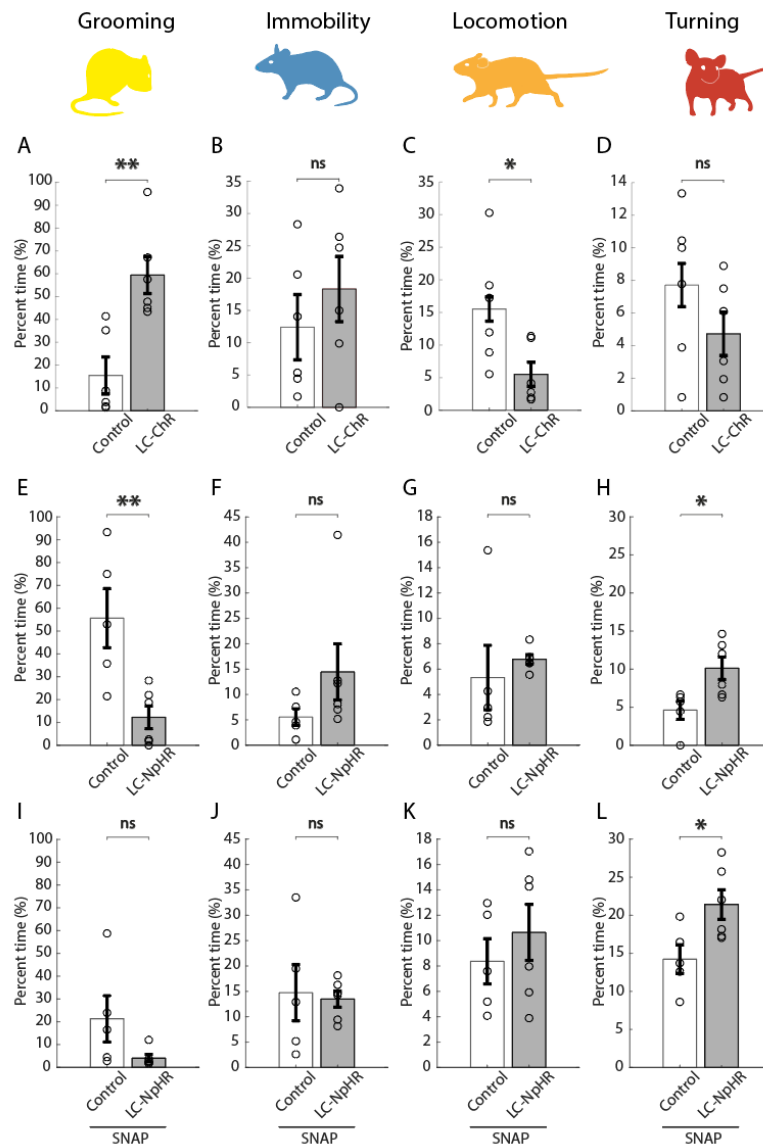 Grooming Immobility Locomotion Turning
A B C D
** ns * ns
100 35 35 14
90 30 30 12
80 25 25 10
70 20 20 8
60 15 15 6
50 10 10 4
40 5 5 2
30 0 0 0
20
10
0
Percent time (%) Percent time (%) Percent time (%) Percent time (%)
Control LC-ChR Control LC-ChR Control LC-ChR Control LC-ChR
E F G H
** ns ns *
100 45 18 30
90 40 16 25
80 35 14 20
70 30 12 15
60 25 10 10
50 20 8 5
40 15 6 0
30 10 4
20 5 2
10 0 0
0
Percent time (%) Percent time (%) Percent time (%) Percent time (%)
Control LC-NpHR Control LC-NpHR Control LC-NpHR Control LC-NpHR
I J K L
ns ns ns *
100 45 18 30
90 40 16 25
80 35 14 20
70 30 12 15
60 25 10 10
50 20 8 5
40 15 6 0
30 10 4
20 5 2
10 0 0
0
Percent time (%) Percent time (%) Percent time (%) Percent time (%)
Control LC-NpHR Control LC-NpHR Control LC-NpHR Control LC-NpHR
SNAP SNAP SNAP SNAP